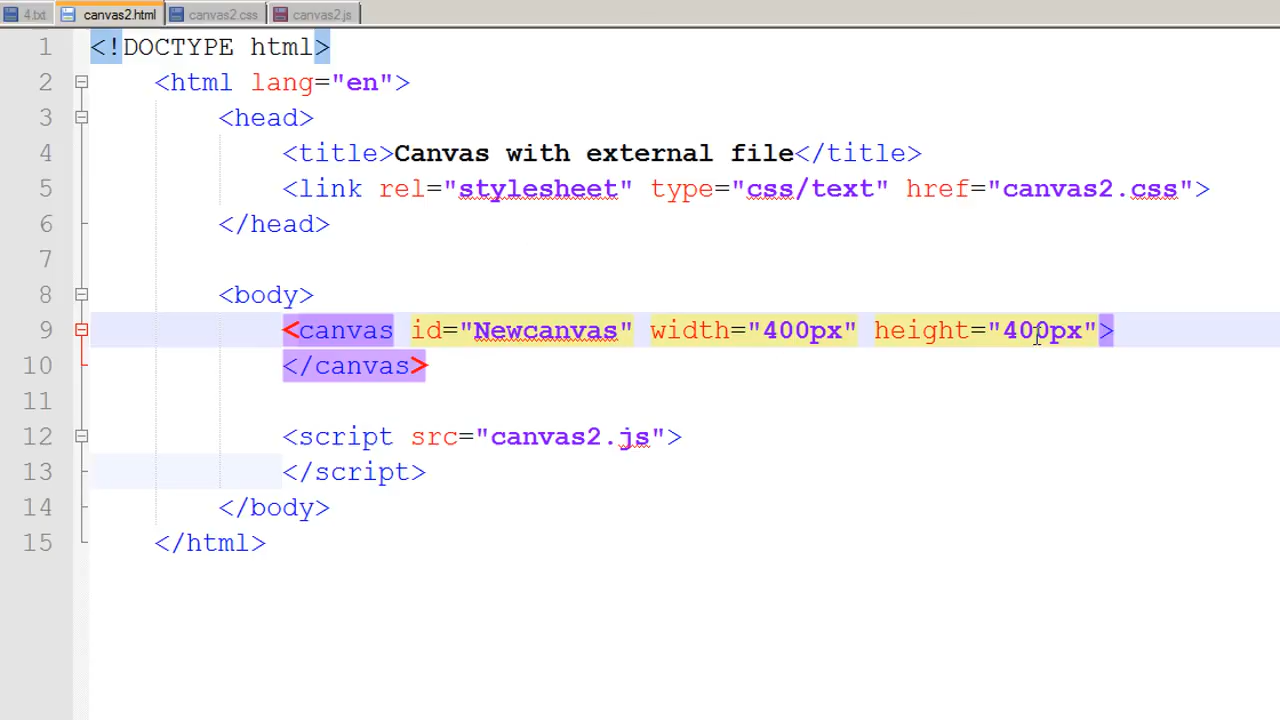 4.txt canvas2.html canvas2.css canvas2.js
1 <!DOCTYPE html>
2 <html lang="en">
3 <head>
4 <title>Canvas with external file</title>
5 <link rel="stylesheet" type="css/text" href="canvas2.css">
6 </head>
7
8 <body>
9 <canvas id="Newcanvas" width="400px" height="400px">
10 </canvas>
11
12 <script src="canvas2.js">
13 </script>
14 </body>
15 </html>